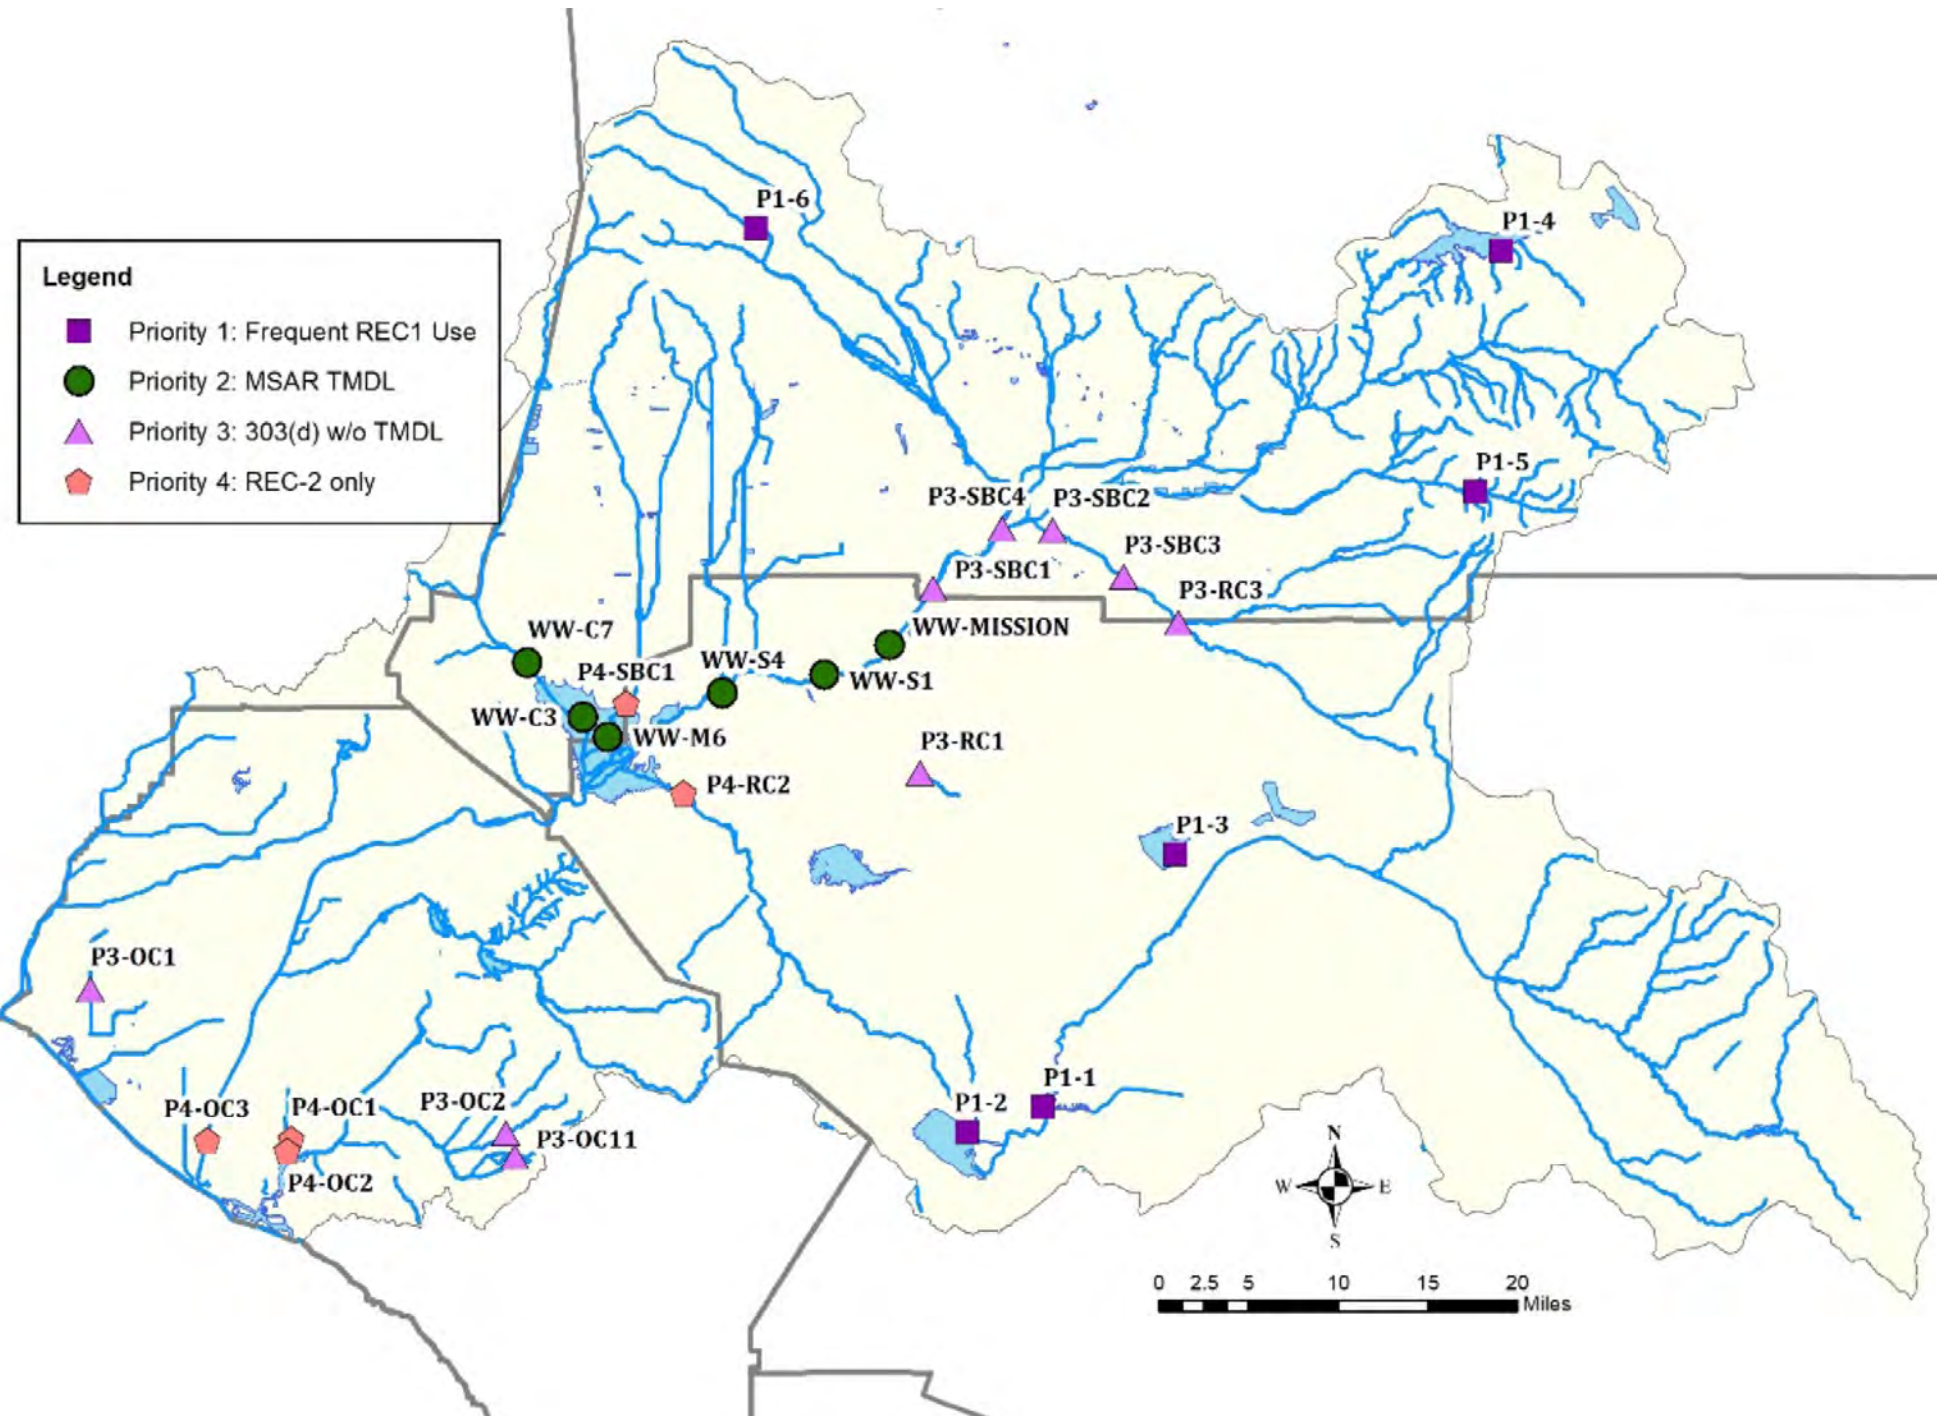 P1-6
P1-4
Legend
Priority 1: Frequent REC1 Use
Priority 2: MSAR TMDL
Priority 3: 303(d) w/o TMDL
Priority 4: REC-2 only
P1-5
P3-SBC4
P3-SBC2
P3-SBC3
P3-SBC1
P3-RC3
WW-MISSION
WW-C7
P4-SBC1
WW-S4
WW-S1
WW-C3
WW-M6
P3-RC1
P4-RC2
P1-3
P3-OC1
P1-1
P1-2
P4-OC3
P4-OC1
P3-OC2
P3-OC11
P4-OC2
N
W E
S
0 2.5 5 10 15 20
Miles